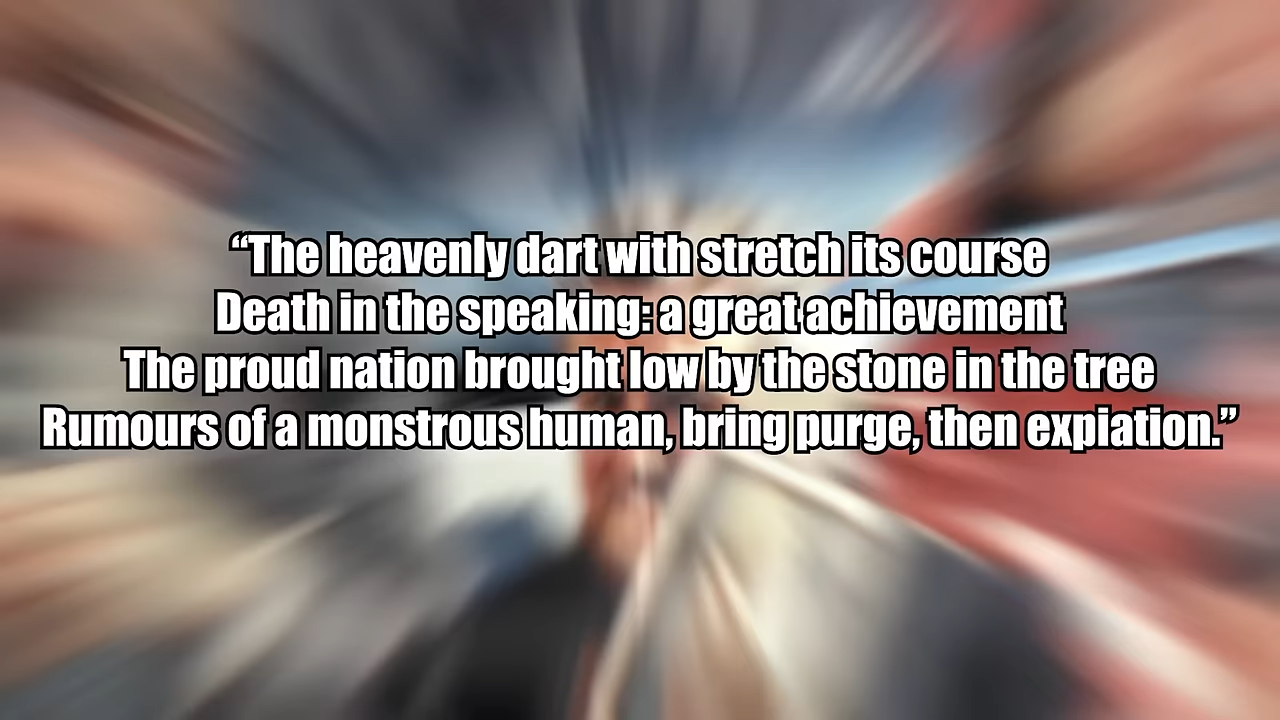 “The heavenly dart with stretch its course
Death in the speaking: a great achievement
The proud nation brought low by the stone in the tree
Rumours of a monstrous human, bring purge, then expiation.”